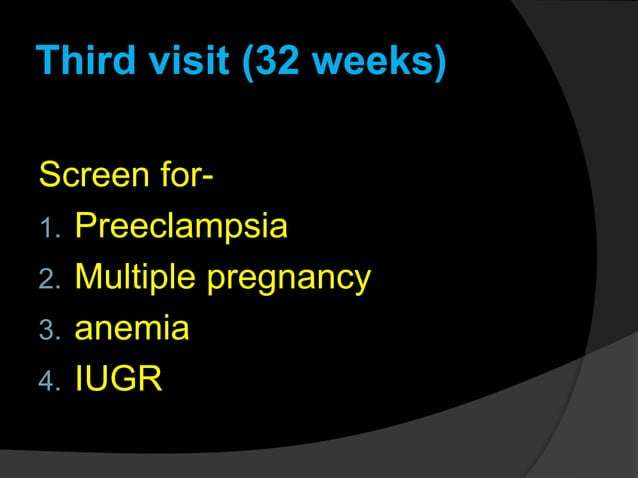 Third visit (32 weeks)
Screen for-
1. Preeclampsia
2. Multiple pregnancy
3. anemia
4. IUGR